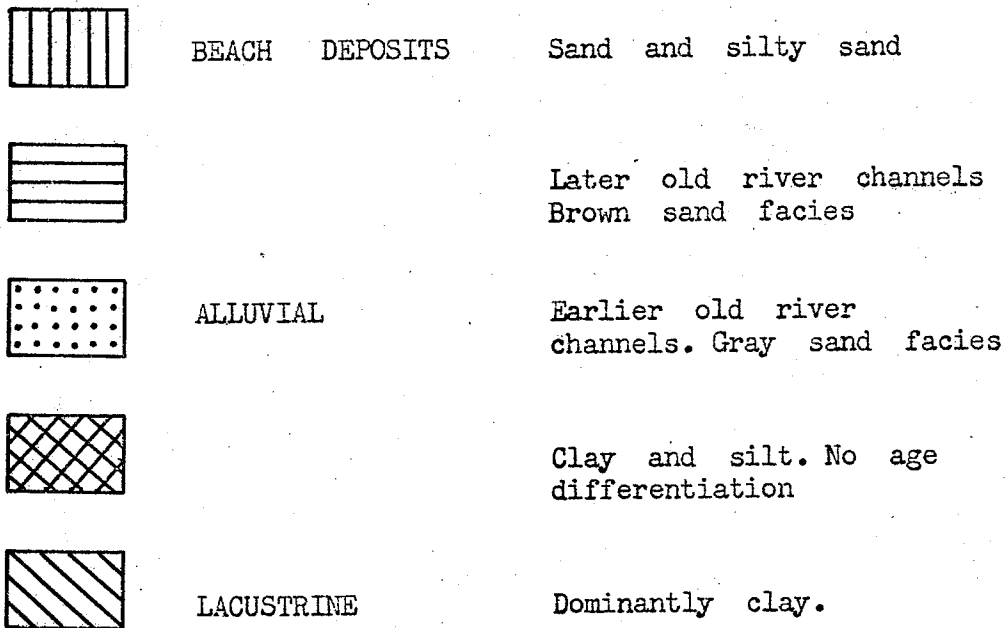 BEACH DEPOSITS Sand and silty sand
Later old river channels
Brown sand facies
ALLUVIAL Earlier old river
channels. Gray sand facies
Clay and silt. No age
differentiation
LACUSTRINE Dominantly clay.